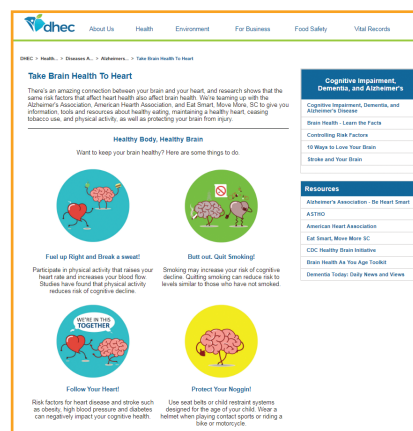 dhec
About Us Health Environment For Business Food Safety Vital Records
DHEC > Health... > Diseases A... > Alzheimers... > Take Brain Health To Heart
Take Brain Health To Heart
There's an amazing connection between your brain and your heart, and research shows that the
same risk factors that affect heart health also affect brain health. We're teaming up with the
Alzheimer's Association, American Hearth Association, and Eat Smart, Move More, SC to give you
information, tools and resources about healthy eating, maintaining a healthy heart, ceasing
tobacco use, and physical activity, as well as protecting your brain from injury.
Healthy Body, Healthy Brain
Want to keep your brain healthy? Here are some things to do.
Fuel up Right and Break a sweat!
Participate in physical activity that raises your
heart rate and increases your blood flow.
Studies have found that physical activity
reduces risk of cognitive decline.
Butt out. Quit Smoking!
Smoking may increase your risk of cognitive
decline. Quitting smoking can reduce risk to
levels similar to those who have not smoked.
WE'RE IN THIS
TOGETHER
Follow Your Heart!
Risk factors for heart disease and stroke such
as obesity, high blood pressure and diabetes
can negatively impact your cognitive health.
Protect Your Noggin!
Use seat belts or child restraint systems
designed for the age of your child. Wear a
helmet when playing contact sports or riding a
bike or motorcycle.
Cognitive Impairment,
Dementia, and Alzheimer's
Cognitive Impairment, Dementia, and
Alzheimer's Disease
Brain Health - Learn the Facts
Controlling Risk Factors
10 Ways to Love Your Brain
Stroke and Your Brain
Resources
Alzheimer's Association - Be Heart Smart
ASTRO
American Heart Association
Eat Smart, Move More SC
CDC Healthy Brain Initiative
Brain Health As You Age Toolkit
Dementia Today: Daily News and Views